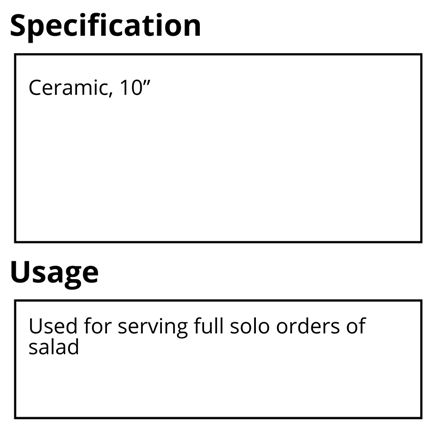 Specification
Ceramic, 10”
Usage
Used for serving full solo orders of
salad